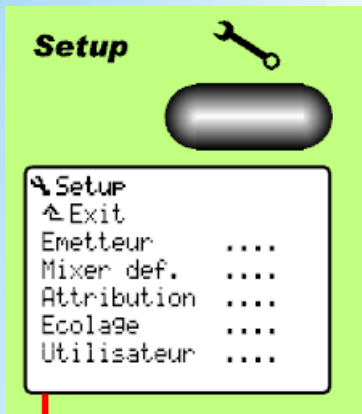 Setup
Setup
Exit
Emetteur ....
Mixer def. ....
Attribution ....
Ecolage ....
Utilisateur ....